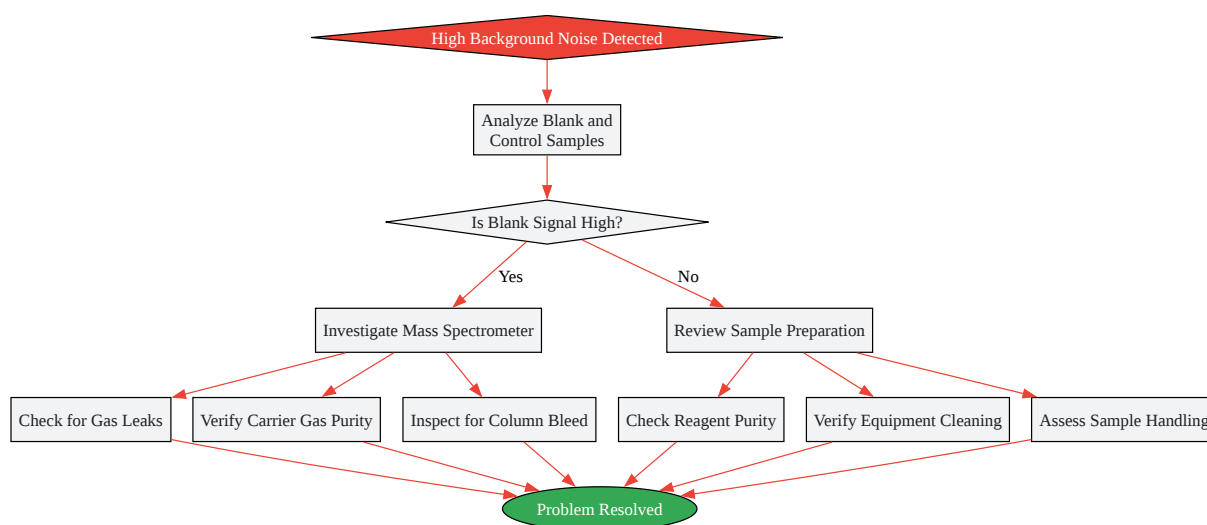 High Background Noise Detected
Analyze Blank and
Control Samples
Is Blank Signal High?
Yes
No
Investigate Mass Spectrometer
Review Sample Preparation
Check for Gas Leaks
Verify Carrier Gas Purity
Inspect for Column Bleed
Check Reagent Purity
Verify Equipment Cleaning
Assess Sample Handling
Problem Resolved